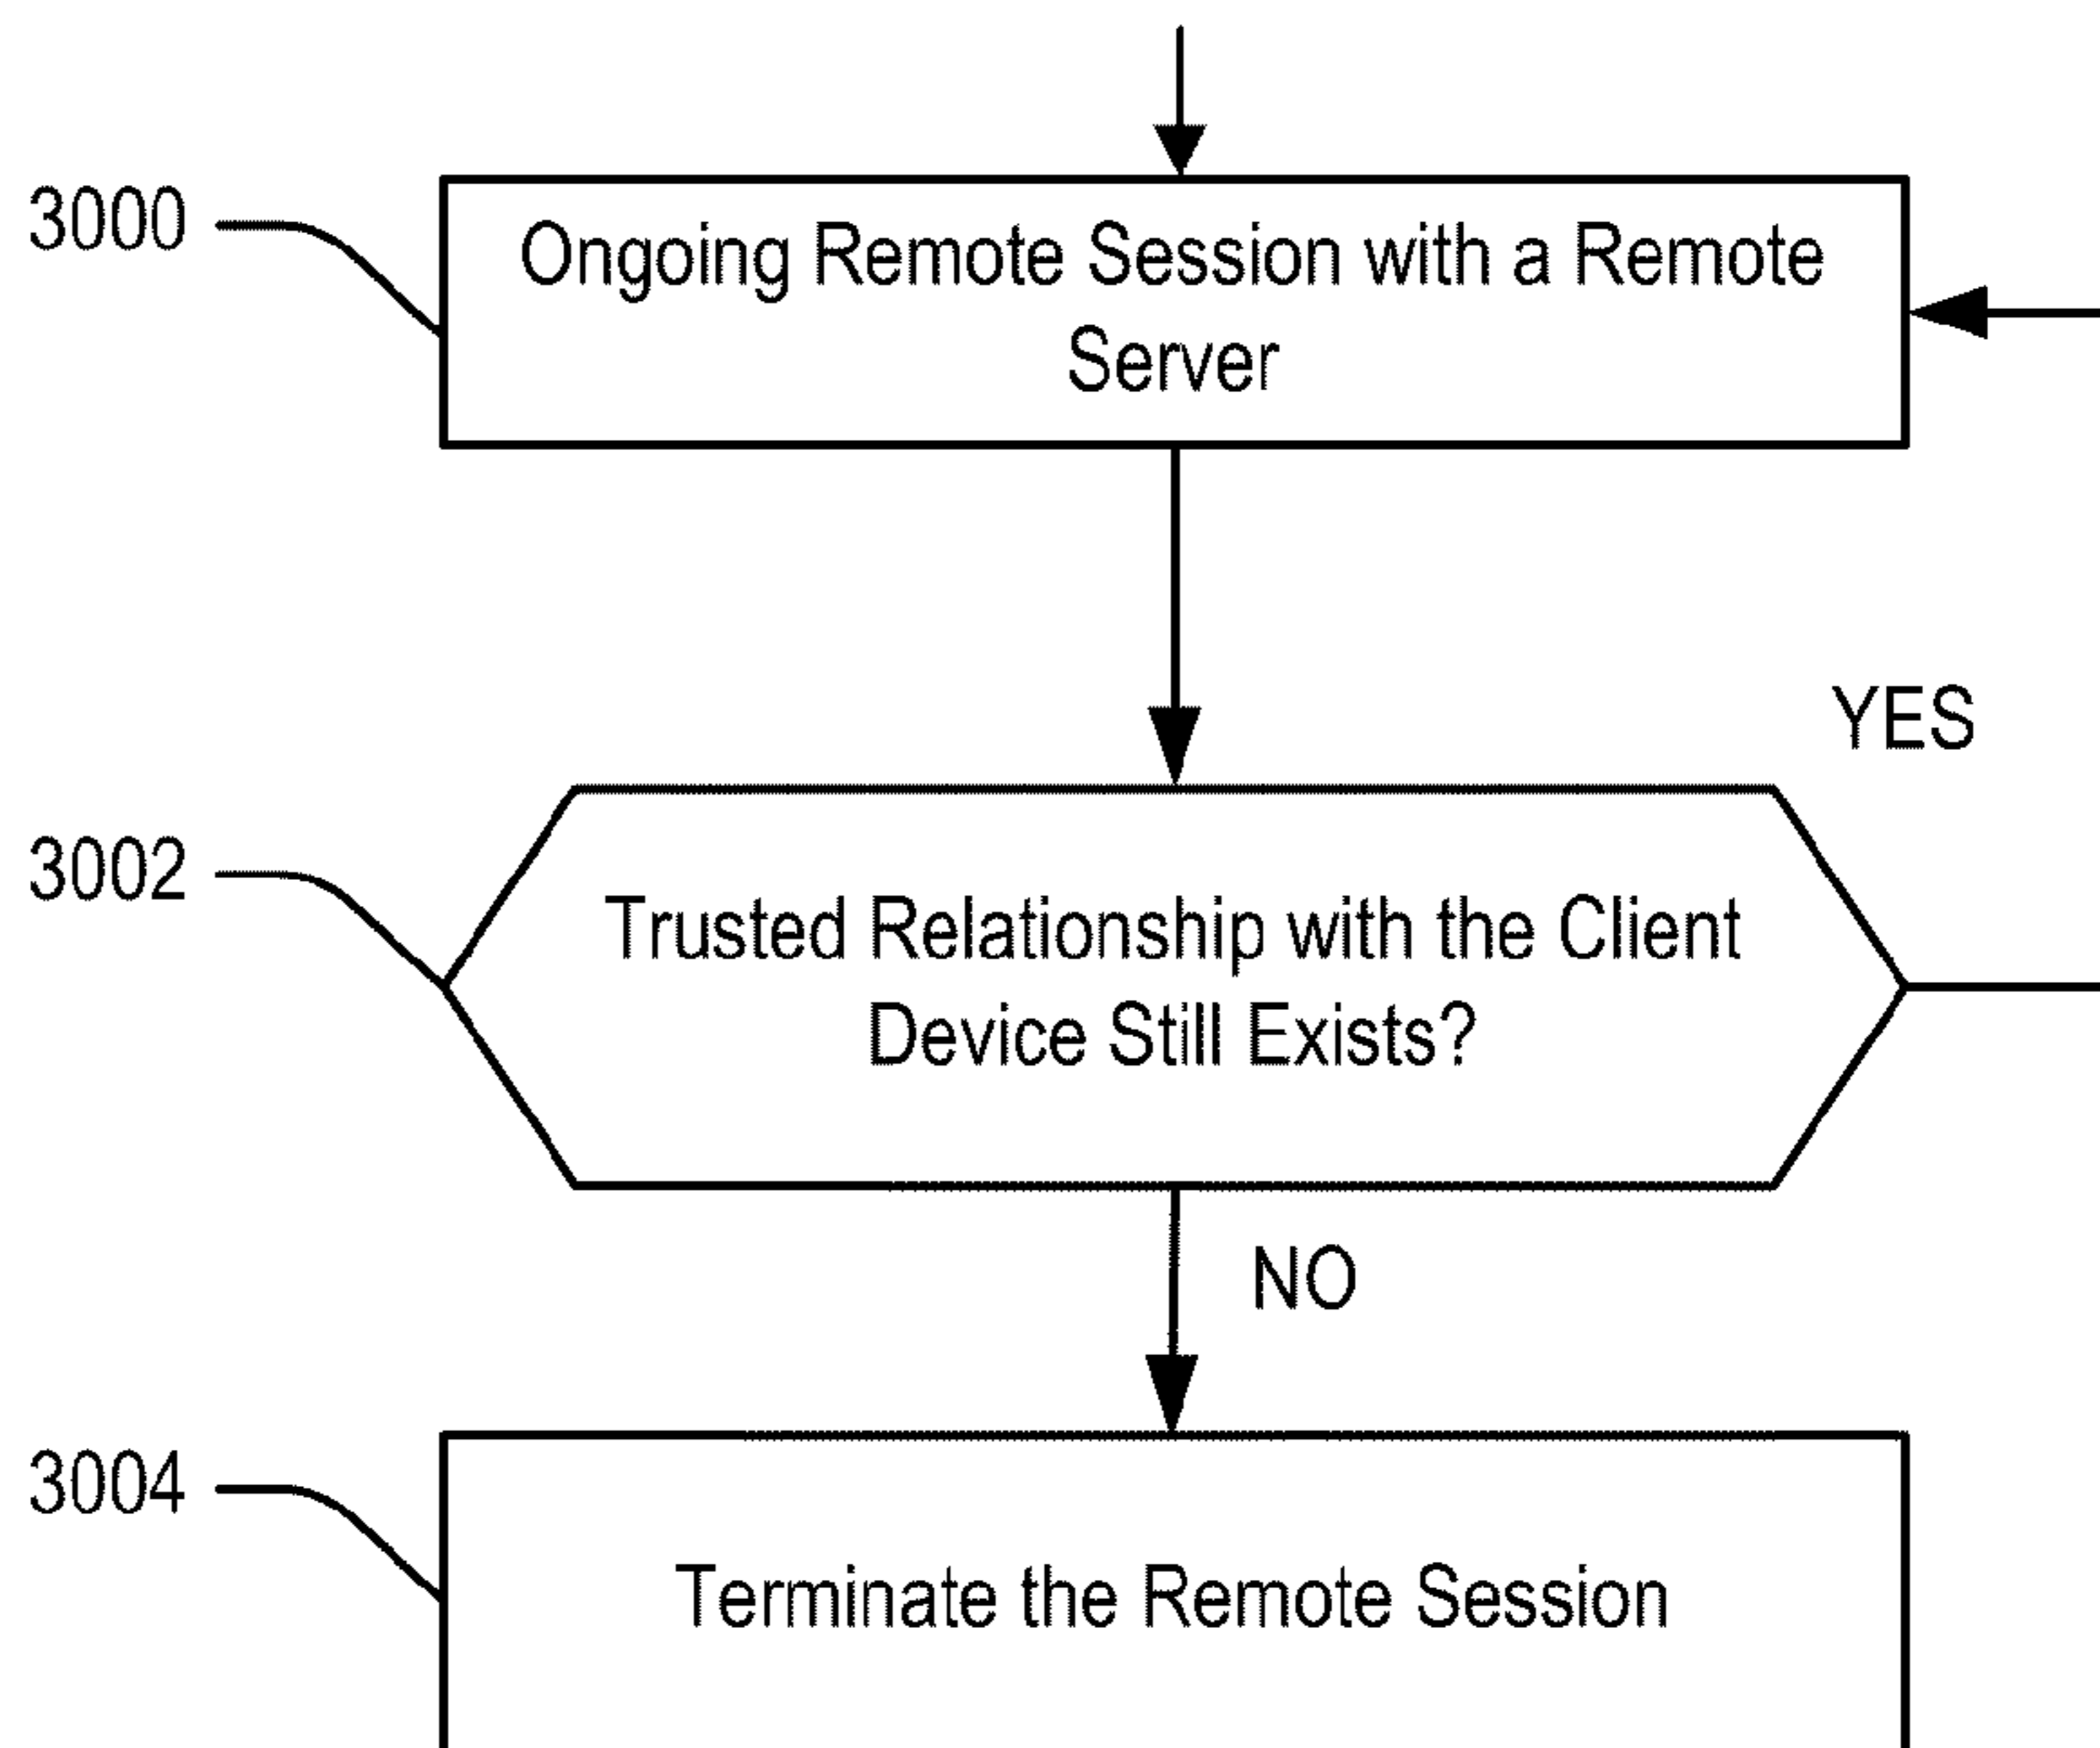 3000
Ongoing Remote Session with a Remote
Server
YES
3002
Trusted Relationship with the Client
Device Still Exists?
NO
3004
Terminate the Remote Session